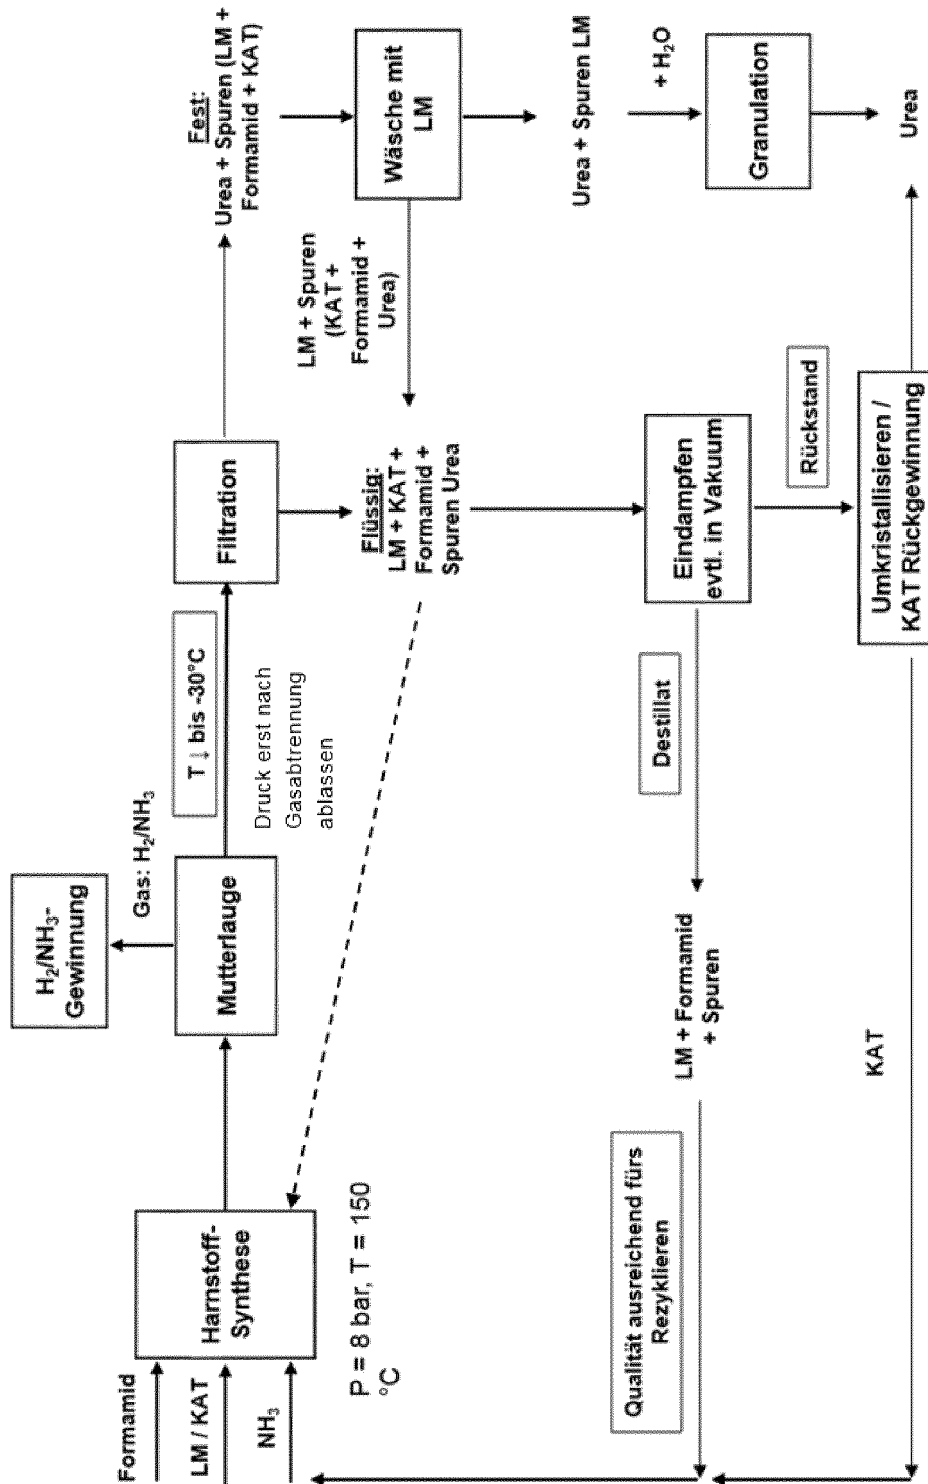 Formamid
LM / KAT
NH3
Harnstoff-
Synthese
P = 8 bar, T = 150
°C
H2/NH3-
Gewinnung
Gas: H2/NH3
Mutterlauge
T ↓ bis -30°C
Druck erst nach
Gasabtrennung
ablassen
Filtration
Fest:
Urea + Spuren (LM +
Formamid + KAT)
Flüssig:
LM + KAT +
Formamid +
Spuren Urea
LM + Spuren
(KAT +
Formamid +
Urea)
Wäsche mit
LM
Urea + Spuren LM
+ H2O
Granulation
Urea
Eindampfen
evtl. in Vakuum
Destillat
Rückstand
LM + Formamid
+ Spuren
Qualität ausreichend fürs
Rezyklieren
Umkristallisieren /
KAT Rückgewinnung
KAT